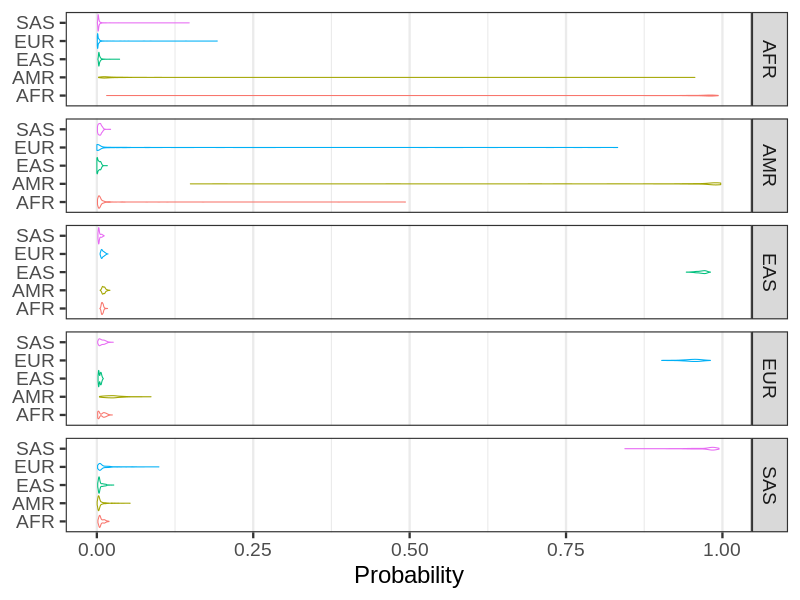 SAS
EUR
EAS
AMR
AFR
AFR
SAS
EUR
EAS
AMR
AFR
AMR
SAS
EUR
EAS
AMR
AFR
EAS
SAS
EUR
EAS
AMR
AFR
EUR
SAS
EUR
EAS
AMR
AFR
SAS
0.00 0.25 0.50 0.75 1.00
Probability